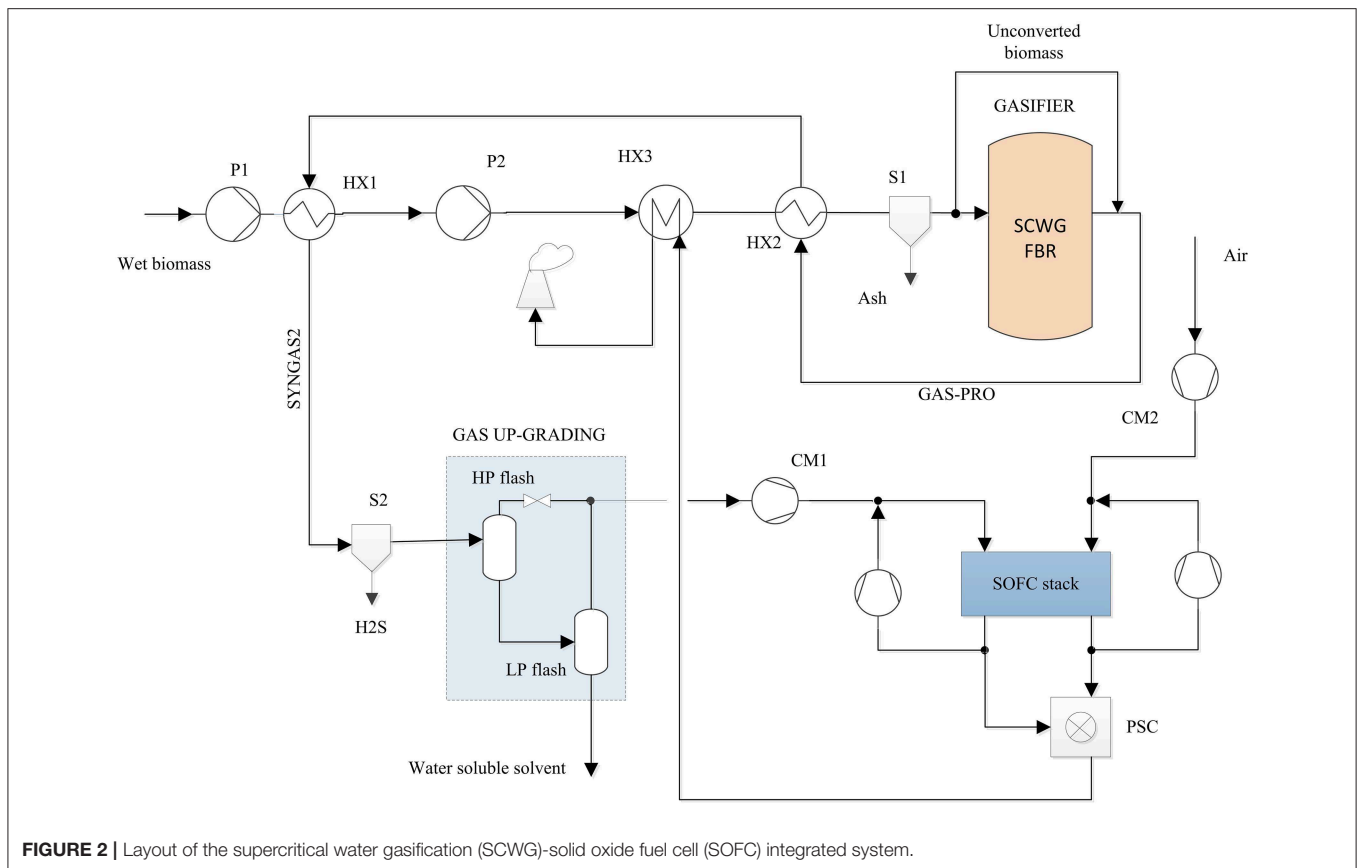 Unconverted
biomass
GASIFIER
P1
HX1
P2
HX3
HX2
S1
SCWG
FBR
Wet biomass
Ash
Air
SYNGAS2
GAS-PRO
CM2
GAS UP-GRADING
HP flash
CM1
S2
SOFC stack
H2S
LP flash
PSC
Water soluble solvent
FIGURE 2 | Layout of the supercritical water gasification (SCWG)-solid oxide fuel cell (SOFC) integrated system.